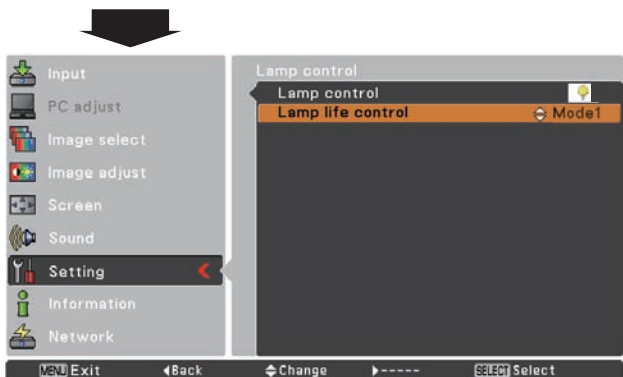 Input
PC adjust
Image select
Image adjust
Screen
Sound
Setting
Information
Network
Lamp control
Lamp control
Lamp life control Mode1
MENU Exit Back Change ----- SELECT Select